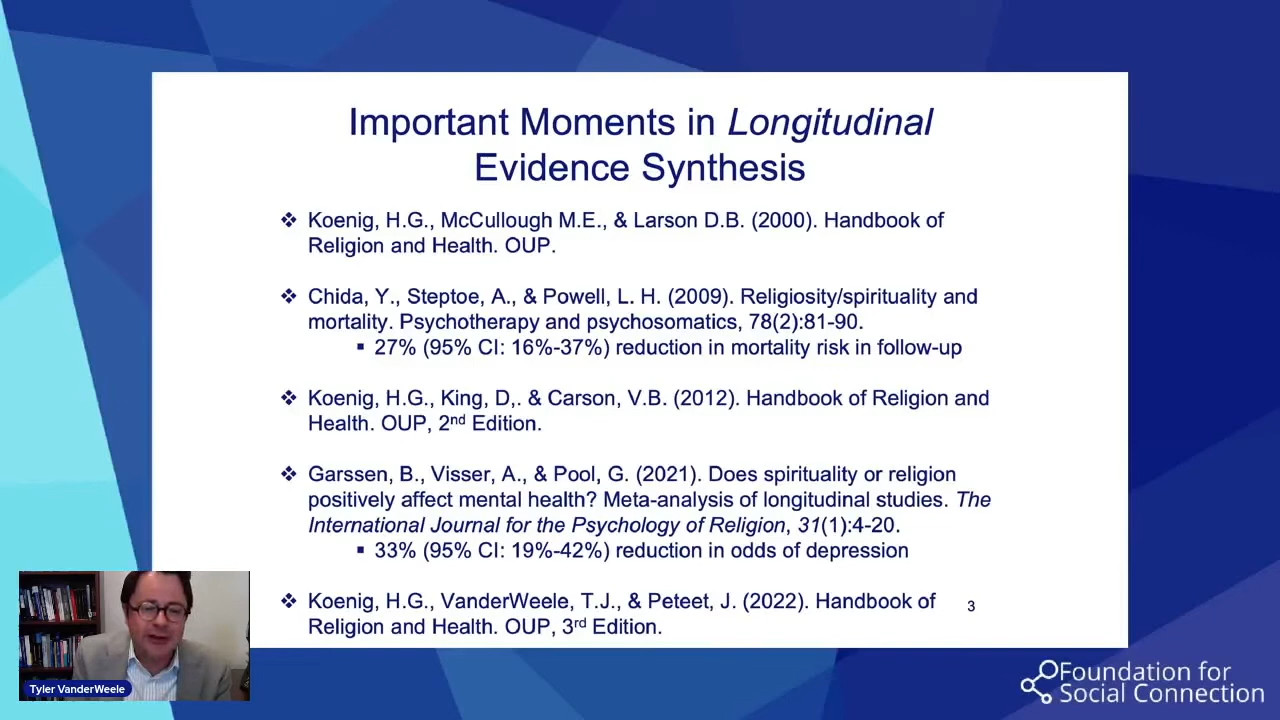 Important Moments in Longitudinal
Evidence Synthesis
❖ Koenig, H.G., McCullough M.E., & Larson D.B. (2000). Handbook of
Religion and Health. OUP.
❖ Chida, Y., Steptoe, A., & Powell, L. H. (2009). Religiosity/spirituality and
mortality. Psychotherapy and psychosomatics, 78(2):81-90.
▪ 27% (95% CI: 16%-37%) reduction in mortality risk in follow-up
❖ Koenig, H.G., King, D,. & Carson, V.B. (2012). Handbook of Religion and
Health. OUP, 2nd Edition.
❖ Garssen, B., Visser, A., & Pool, G. (2021). Does spirituality or religion
positively affect mental health? Meta-analysis of longitudinal studies. The
International Journal for the Psychology of Religion, 31(1):4-20.
▪ 33% (95% CI: 19%-42%) reduction in odds of depression
❖ Koenig, H.G., VanderWeele, T.J., & Peteet, J. (2022). Handbook of
Religion and Health. OUP, 3rd Edition.
3
Tyler VanderWeele
Foundation for
Social Connection